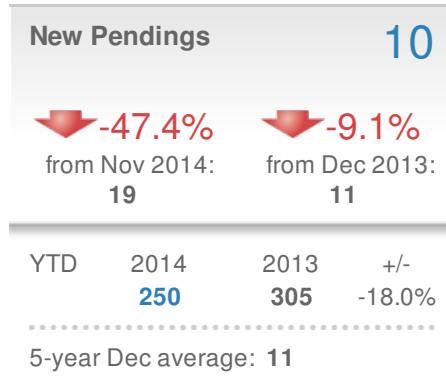 New Pendings 10
-47.4% -9.1%
from Nov 2014: from Dec 2013:
19 11
YTD 2014 2013 +/-
250 305 -18.0%
5-year Dec average: 11